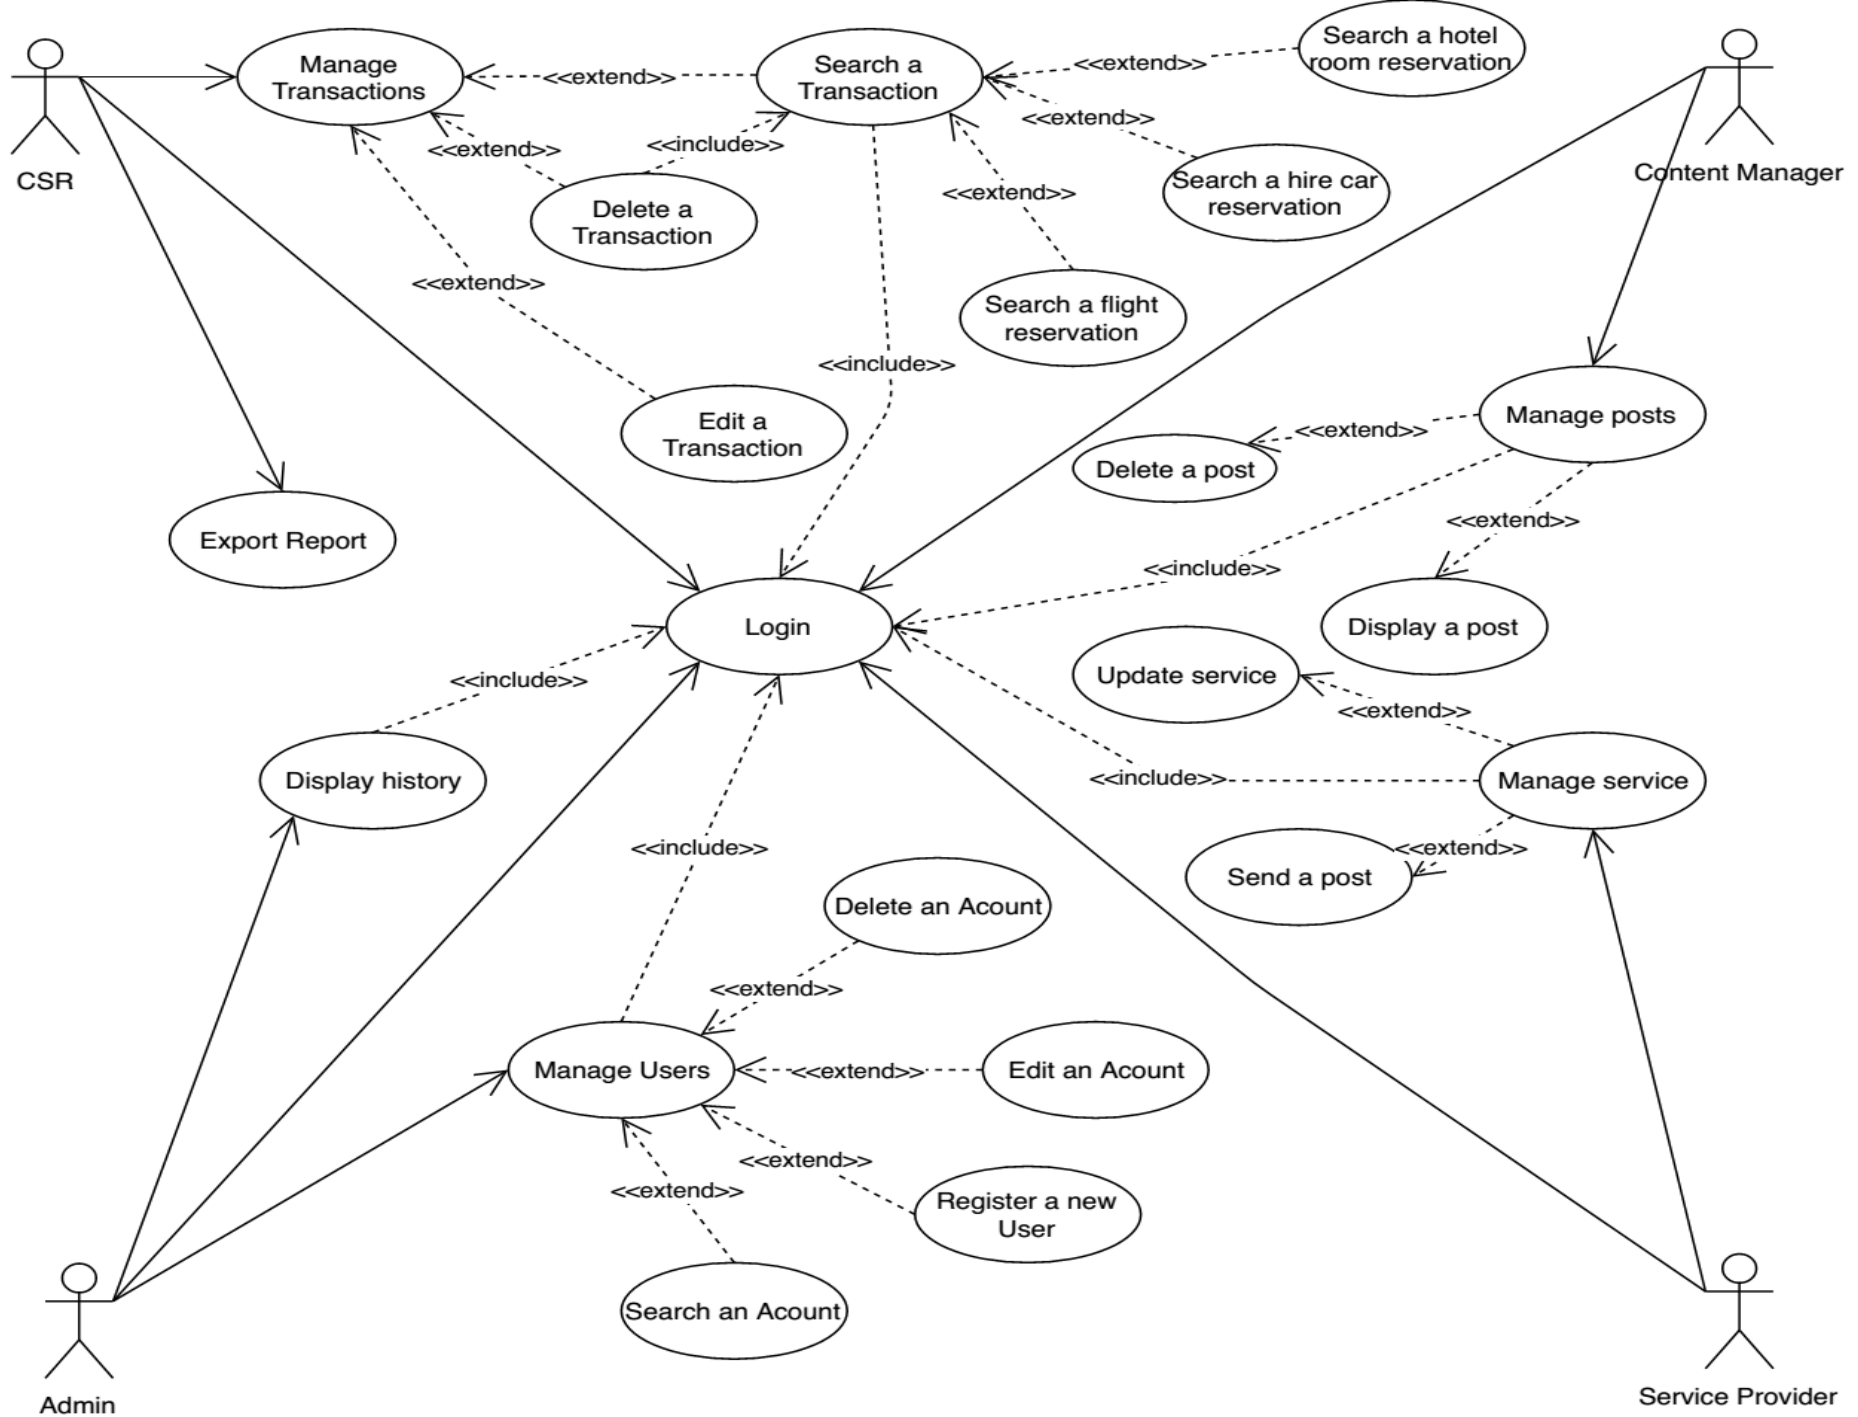 Search a hotel
room reservation
Manage
Transactions
<<extend>>
Search a
Transaction
<<extend>>
<<extend>>
CSR
<<extend>>
<<include>>
Content Manager
Search a hire car
reservation
<<extend>>
Delete a
Transaction
<<extend>>
Search a flight
reservation
<<include>>
Edit a
Transaction
Manage posts
<<extend>>
Delete a post
Export Report
<<extend>>
<<include>>
Login
Display a post
<<include>>
Update service
<<extend>>
Display history
<<include>>
Manage service
<<include>>
<<extend>>
Send a post
Delete an Acount
<<extend>>
Manage Users
<<extend>>
Edit an Acount
<<extend>>
<<extend>>
Register a new
User
Search an Acount
Admin
Service Provider